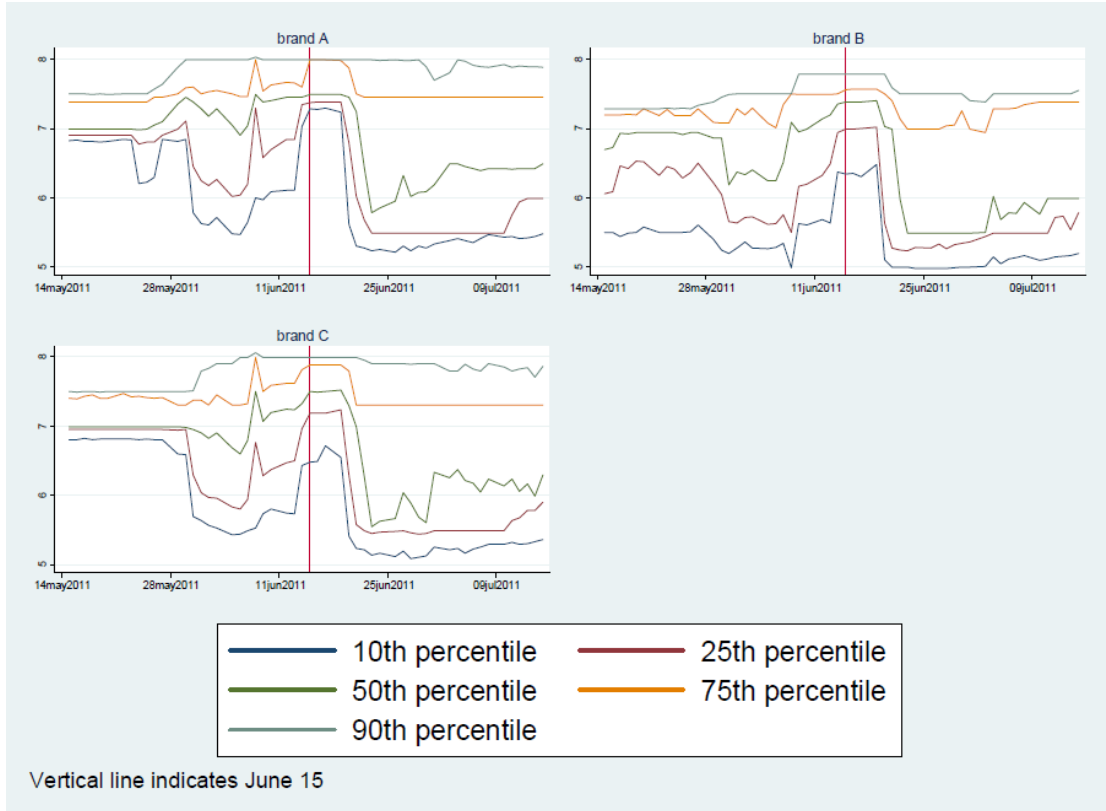 brand A
8
7
6
5
14may2011 28may2011 11jun2011 25jun2011 09jul2011
brand B
8
7
6
5
14may2011 28may2011 11jun2011 25jun2011 09jul2011
brand C
8
7
6
5
14may2011 28may2011 11jun2011 25jun2011 09jul2011
10th percentile 25th percentile
50th percentile 75th percentile
90th percentile
Vertical line indicates June 15